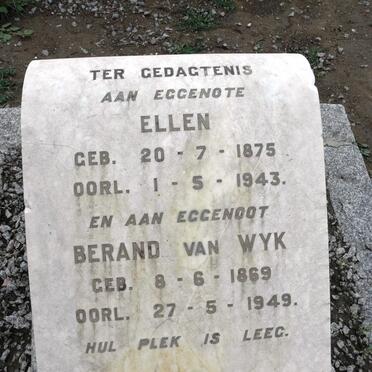 TER GEDAGTENIS
AAN EGGENOTE
ELLEN
GEB. 20 - 7 - 1875
OORL. 1 - 5 - 1943.
EN AAN EGGENOOT
BERAND VAN WYK
GEB. 8 - 6 - 1869
OORL. 27 - 5 - 1949.
HUL PLEK IS LEEG.